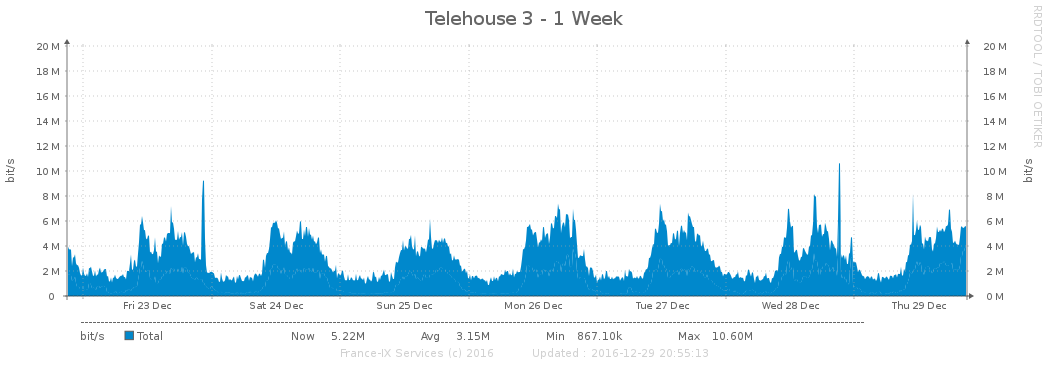 Telehouse 3 - 1 Week
RRDTOOL / TOBI OETIKER
bit/s
20 M 20 M
18 M 18 M
16 M 16 M
14 M 14 M
12 M 12 M
10 M 10 M
8 M 8 M
6 M 6 M
4 M 4 M
2 M 2 M
0 0 M
bit/s
Fri 23 Dec Sat 24 Dec Sun 25 Dec Mon 26 Dec Tue 27 Dec Wed 28 Dec Thu 29 Dec
bit/s Total Now 5.22M Avg 3.15M Min 867.10k Max 10.60M
France-IX Services (c) 2016 Updated : 2016-12-29 20:55:13